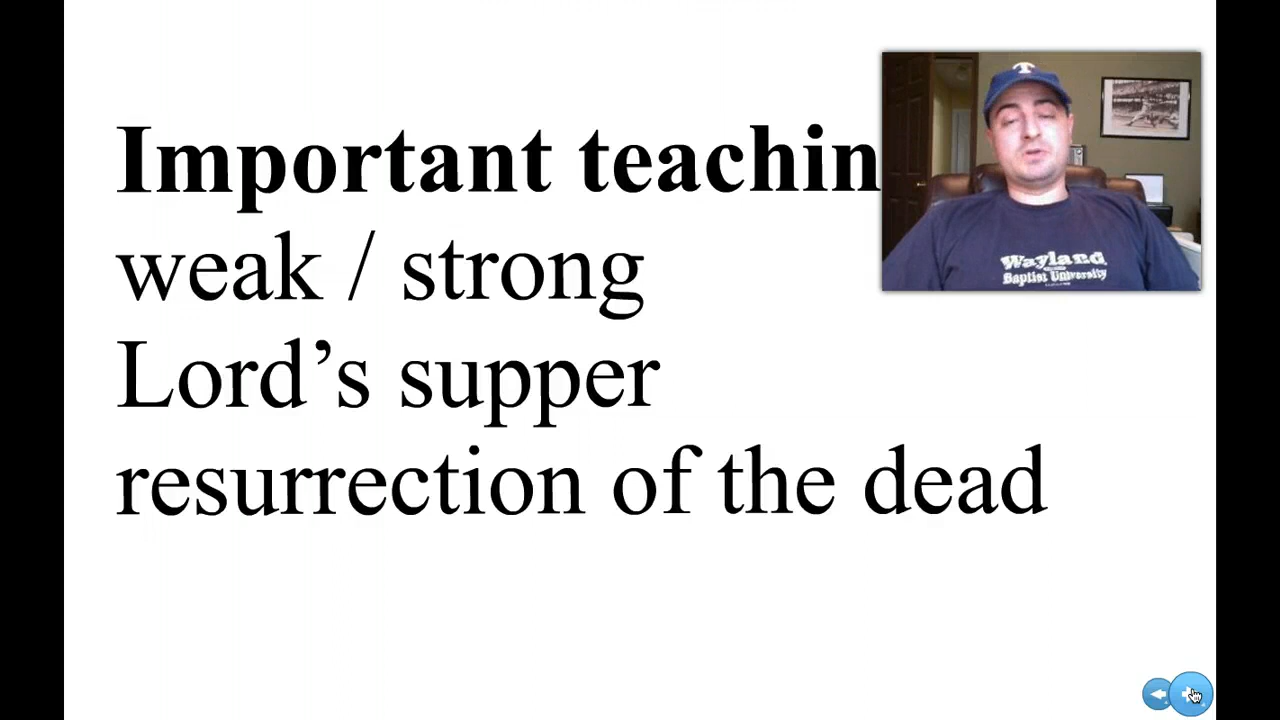 Important teachin
weak / strong
Lord’s supper
resurrection of the dead
T
Wayland
Baptist University